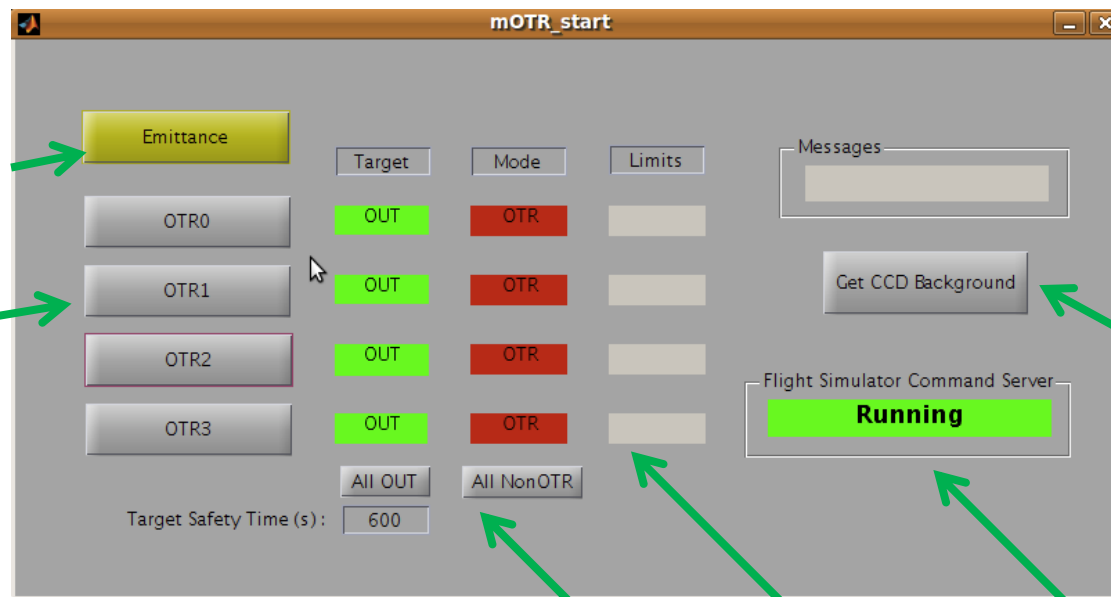 mOTR_start
Emittance
Target Mode Limits
Messages
OTR0 OUT OTR
OTR1 OUT OTR
Get CCD Background
OTR2 OUT OTR
Flight Simulator Command Server
Running
OTR3 OUT OTR
All OUT All NonOTR
Target Safety Time (s) : 600